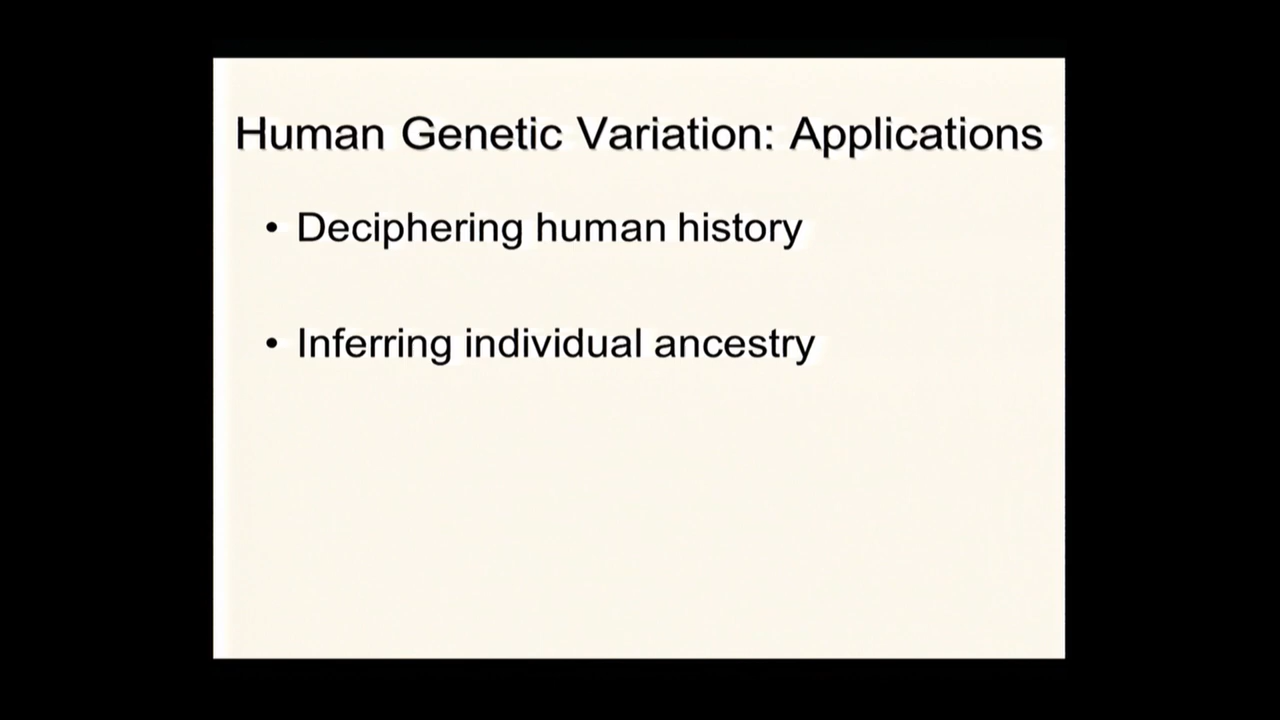 Human Genetic Variation: Applications
• Deciphering human history
• Inferring individual ancestry